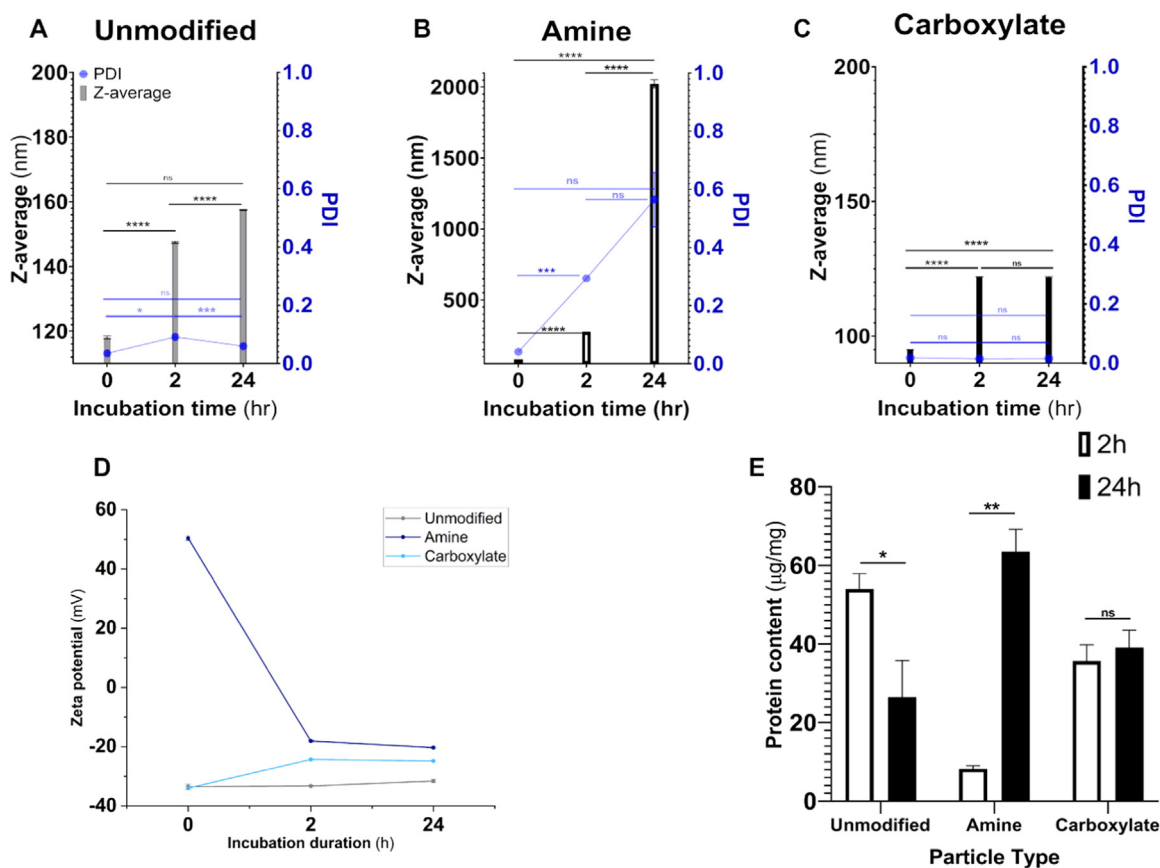 A Unmodified
PDI
Z-average
200
180
160
140
120
Z-average (nm)
1.0
0.8
0.6
0.4
0.2
0.0
PDI
ns
****
****
ns
*
***
0 2 24
Incubation time (hr)
B Amine
****
****
2000
1500
1000
500
Z-average (nm)
1.0
0.8
0.6
0.4
0.2
0.0
PDI
ns
ns
***
****
0 2 24
Incubation time (hr)
C Carboxylate
200
150
100
Z-average (nm)
1.0
0.8
0.6
0.4
0.2
0.0
PDI
****
****
ns
ns
ns
ns
0 2 24
Incubation time (hr)
D
60
40
20
0
-20
-40
Zeta potential (mV)
Unmodified
Amine
Carboxylate
0 2 24
Incubation duration (h)
E
2h
24h
80
60
40
20
0
Protein content (µg/mg)
*
**
ns
Unmodified Amine Carboxylate
Particle Type